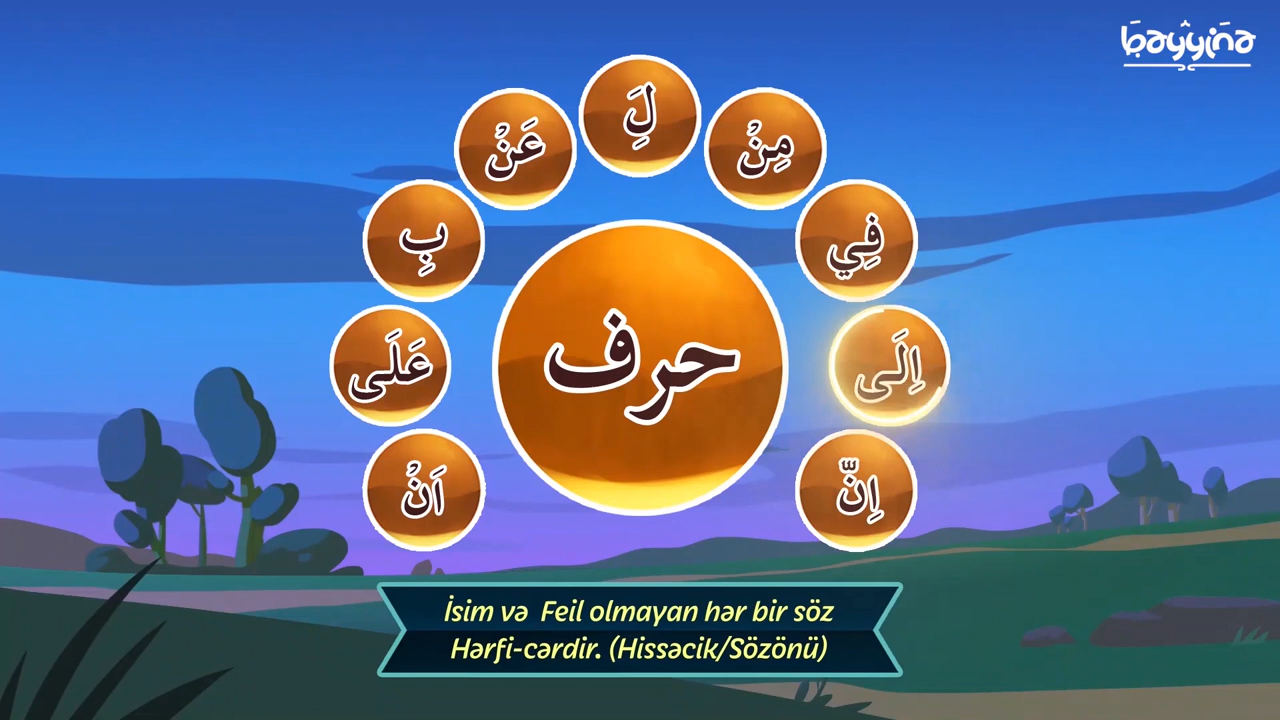 bayyina
لِ
عَنْ
مِنْ
بِ
فِي
حرف
عَلَى
اِلَى
اَنْ
اِنَّ
İsim və Feil olmayan hər bir söz
Hərfi-cərdir. (Hissəcik/Sözönü)